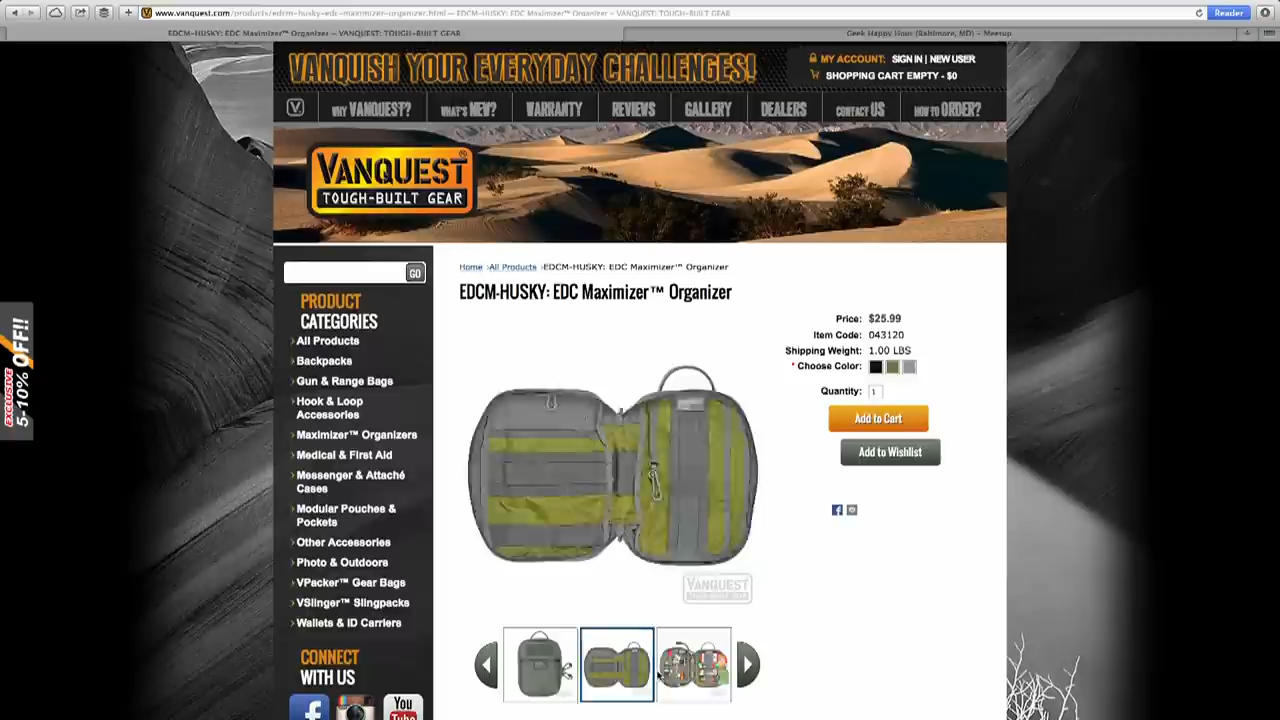 www.vanquest.com/products/edcm-husky-edc-maximizer-organizer.html — EDCM-HUSKY: EDC Maximizer™ Organizer – VANQUEST: TOUGH-BUILT GEAR
Reader
EDCM-HUSKY: EDC Maximizer™ Organizer – VANQUEST: TOUGH-BUILT GEAR
Geek Happy Hour (Baltimore, MD) – Meetup
VANQUISH YOUR EVERYDAY CHALLENGES!
MY ACCOUNT: SIGN IN | NEW USER
SHOPPING CART EMPTY - $0
V
WHY VANQUEST?
WHAT'S NEW?
WARRANTY
REVIEWS
GALLERY
DEALERS
CONTACT US
HOW TO ORDER?
VANQUEST®
TOUGH-BUILT GEAR
GO
Home ›All Products ›EDCM-HUSKY: EDC Maximizer™ Organizer
EDCM-HUSKY: EDC Maximizer™ Organizer
EXCLUSIVE
5-10% OFF!!
PRODUCT
CATEGORIES
› All Products
› Backpacks
› Gun & Range Bags
› Hook & Loop
Accessories
› Maximizer™ Organizers
› Medical & First Aid
› Messenger & Attaché
Cases
› Modular Pouches &
Pockets
› Other Accessories
› Photo & Outdoors
› VPacker™ Gear Bags
› VSlinger™ Slingpacks
› Wallets & ID Carriers
CONNECT
WITH US
f
You
Tube
Price: $25.99
Item Code: 043120
Shipping Weight: 1.00 LBS
* Choose Color:
Quantity: 1
Add to Cart
Add to Wishlist
VANQUEST
TOUGH-BUILT GEAR